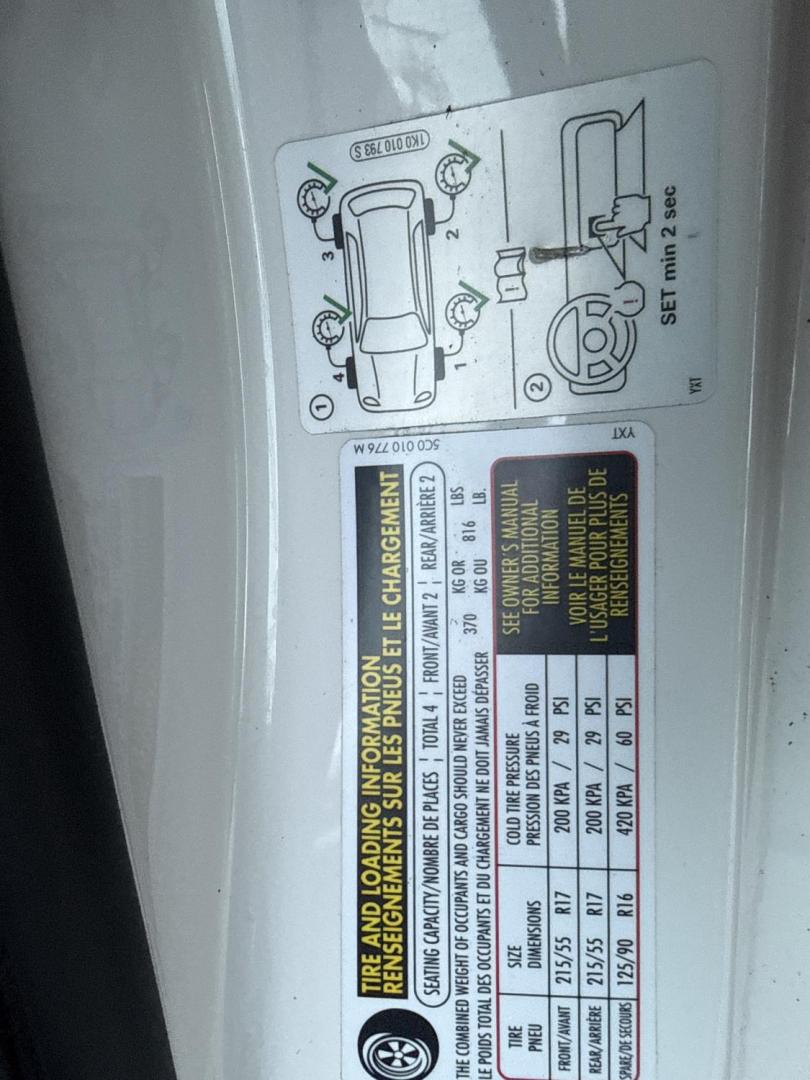 5C0 010 776 M
TIRE AND LOADING INFORMATION
RENSEIGNEMENTS SUR LES PNEUS ET LE CHARGEMENT
SEATING CAPACITY/NOMBRE DE PLACES ¦ TOTAL 4 ¦ FRONT/AVANT 2 ¦ REAR/ARRIÈRE 2
THE COMBINED WEIGHT OF OCCUPANTS AND CARGO SHOULD NEVER EXCEED 370 KG OR 816 LBS
LE POIDS TOTAL DES OCCUPANTS ET DU CHARGEMENT NE DOIT JAMAIS DÉPASSER KG OU LB.
TIRE SIZE COLD TIRE PRESSURE
PNEU DIMENSIONS PRESSION DES PNEUS À FROID
FRONT/AVANT 215/55 R17 200 KPA / 29 PSI
REAR/ARRIÈRE 215/55 R17 200 KPA / 29 PSI
SPARE/DE SECOURS 125/90 R16 420 KPA / 60 PSI
SEE OWNER'S MANUAL
FOR ADDITIONAL
INFORMATION
VOIR LE MANUEL DE
L'USAGER POUR PLUS DE
RENSEIGNEMENTS
YXT
1
1K0 010 793 S
4 3
1 2
2
!
!
SET min 2 sec
YXT